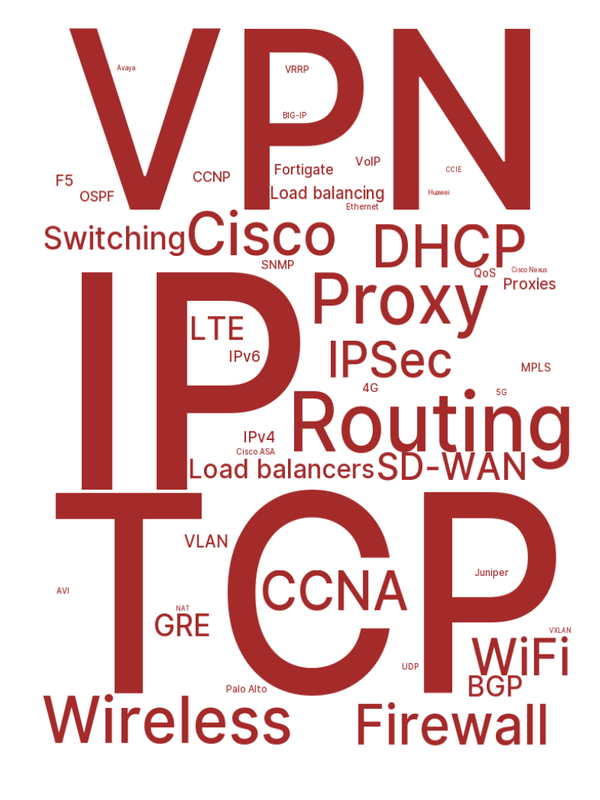 VPN
Avaya
VRRP
BIG-IP
VoIP
F5
CCNP
Fortigate
CCIE
OSPF
Load balancing
Huawei
Ethernet
Switching
Cisco
DHCP
SNMP
QoS
Cisco Nexus
Proxies
IP
Proxy
LTE
IPv6
IPSec
MPLS
4G
5G
Routing
IPv4
Cisco ASA
Load balancers
SD-WAN
TCP
VLAN
CCNA
Juniper
AVI
NAT
GRE
VXLAN
WiFi
UDP
BGP
Palo Alto
Wireless
Firewall